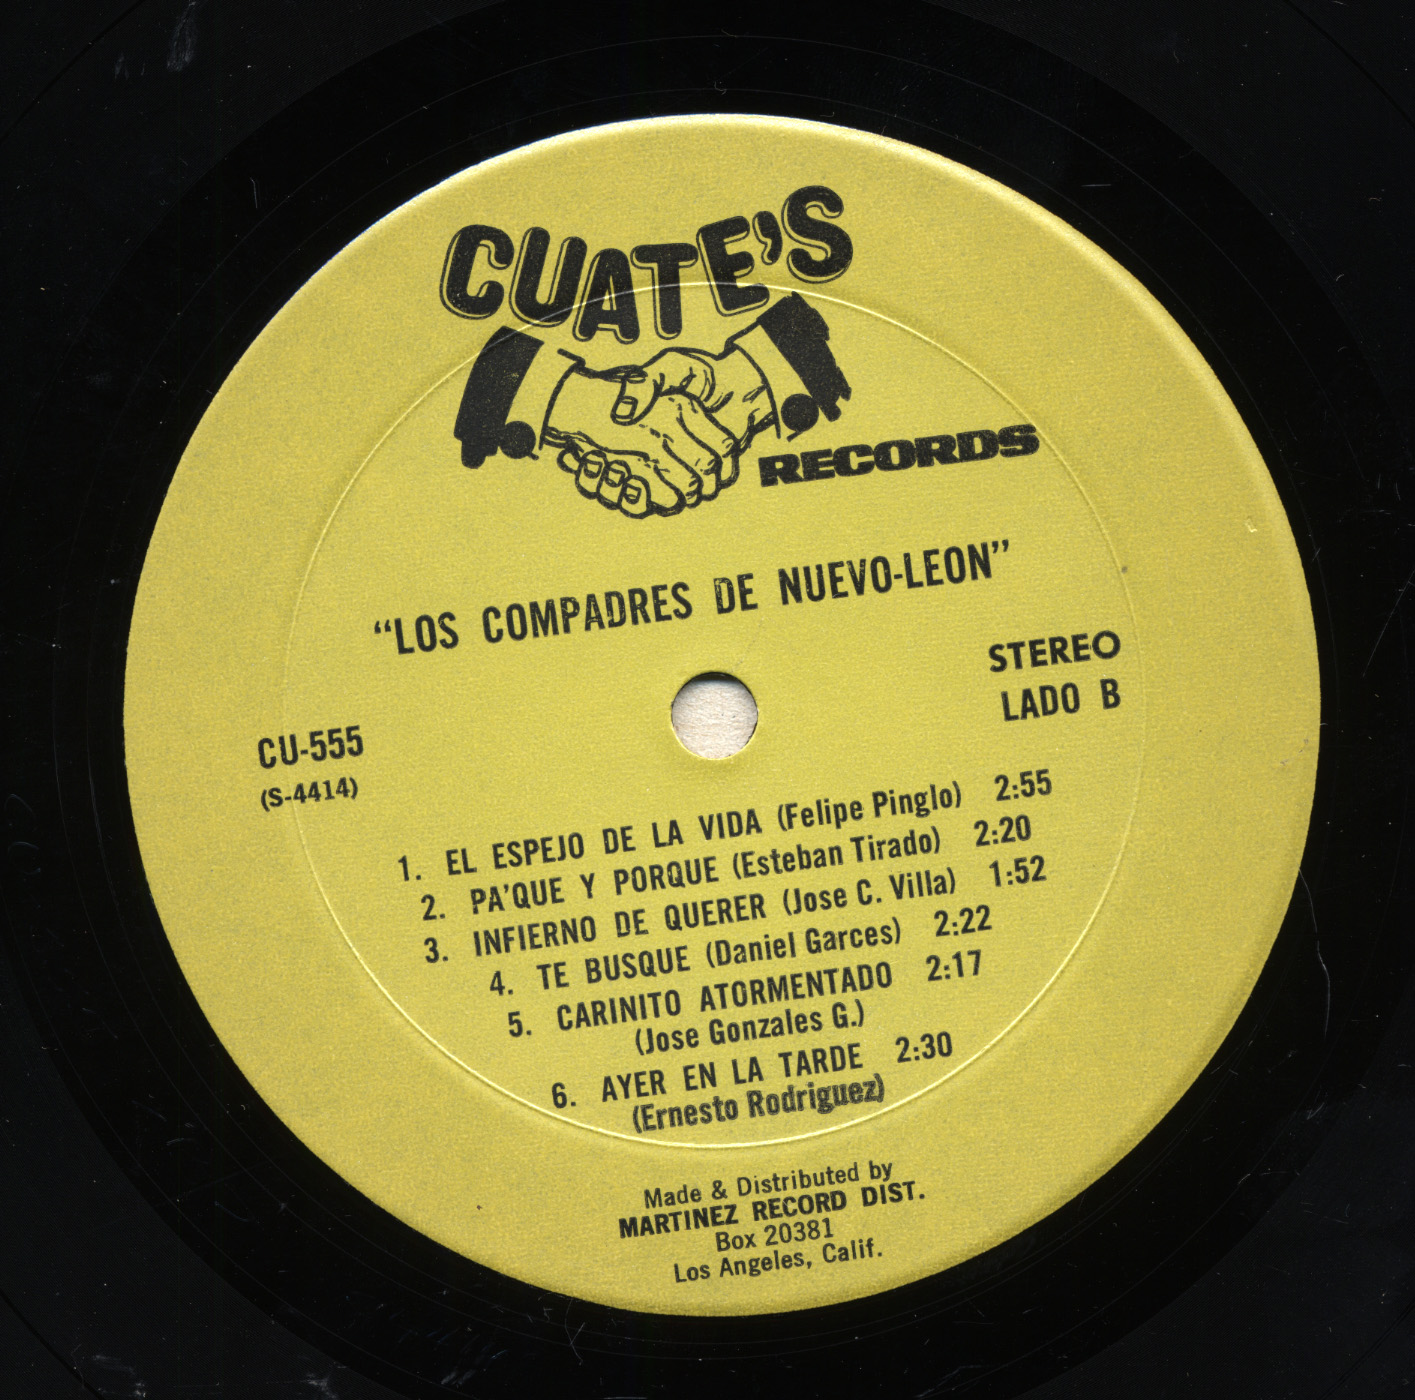 CUATE'S
RECORDS
"LOS COMPADRES DE NUEVO-LEON"
STEREO
LADO B
CU-555
(S-4414)
1. EL ESPEJO DE LA VIDA (Felipe Pinglo) 2:55
2. PA'QUE Y PORQUE (Esteban Tirado) 2:20
3. INFIERNO DE QUERER (Jose C. Villa) 1:52
4. TE BUSQUE (Daniel Garces) 2:22
5. CARINITO ATORMENTADO 2:17
(Jose Gonzales G.)
6. AYER EN LA TARDE 2:30
(Ernesto Rodriguez)
Made & Distributed by
MARTINEZ RECORD DIST.
Box 20381
Los Angeles, Calif.